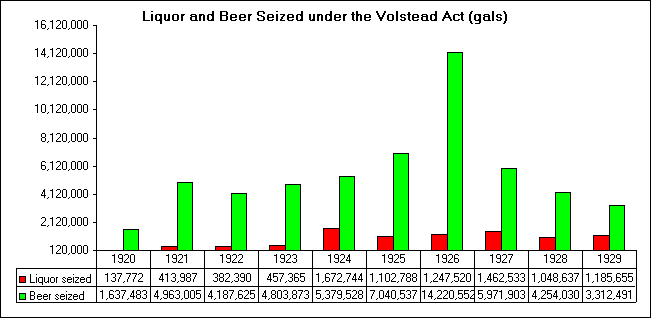 Liquor and Beer Seized under the Volstead Act (gals)
16,120,000
14,120,000
12,120,000
10,120,000
8,120,000
6,120,000
4,120,000
2,120,000
120,000
1920 1921 1922 1923 1924 1925 1926 1927 1928 1929
Liquor seized 137,772 413,987 382,390 457,365 1,672,744 1,102,788 1,247,520 1,462,533 1,048,637 1,185,655
Beer seized 1,637,483 4,963,005 4,187,625 4,803,873 5,379,528 7,040,537 14,220,552 5,971,903 4,254,030 3,312,491